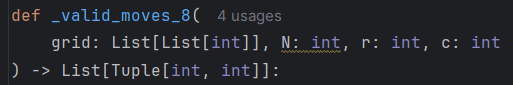 def _valid_moves_8( 4 usages
    grid: List[List[int]], N: int, r: int, c: int
) -> List[Tuple[int, int]]: